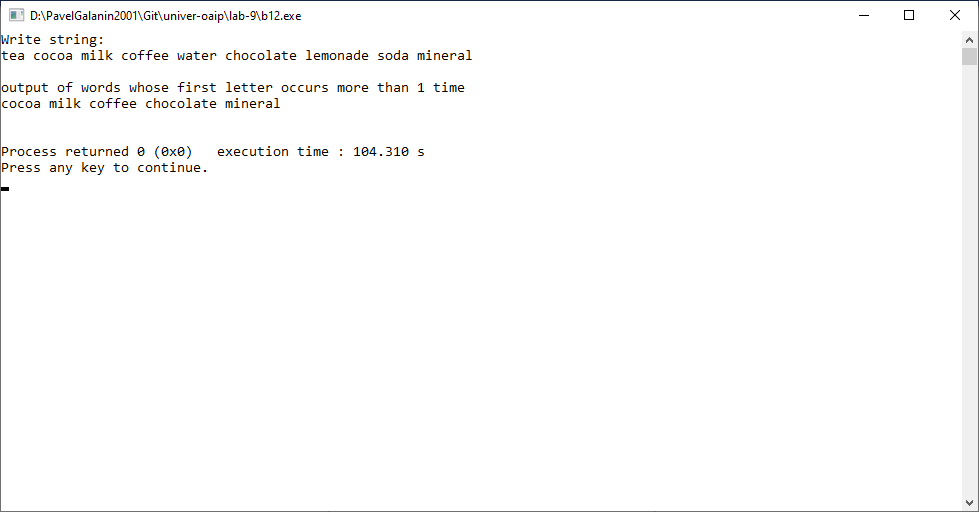 D:\PavelGalanin2001\Git\univer-oaip\lab-9\b12.exe
Write string:
tea cocoa milk coffee water chocolate lemonade soda mineral
output of words whose first letter occurs more than 1 time
cocoa milk coffee chocolate mineral
Process returned 0 (0x0)   execution time : 104.310 s
Press any key to continue.